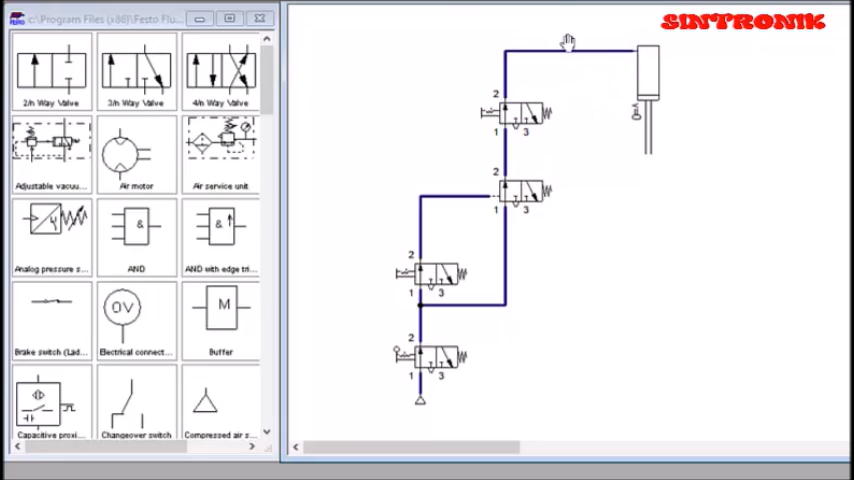 c:\Program Files (x86)\Festo Flu...
SINTRONIK
2/n Way Valve
3/n Way Valve
4/n Way Valve
Adjustable vacuu...
Air motor
Air service unit
&
&
Analog pressure s...
AND
AND with edge tri...
0V
M
Brake switch (Lad...
Electrical connect...
Buffer
Capacitive proxi...
Changeover switch
Compressed air s...
2
1 3
2
1 3
2
1 3
2
1 3